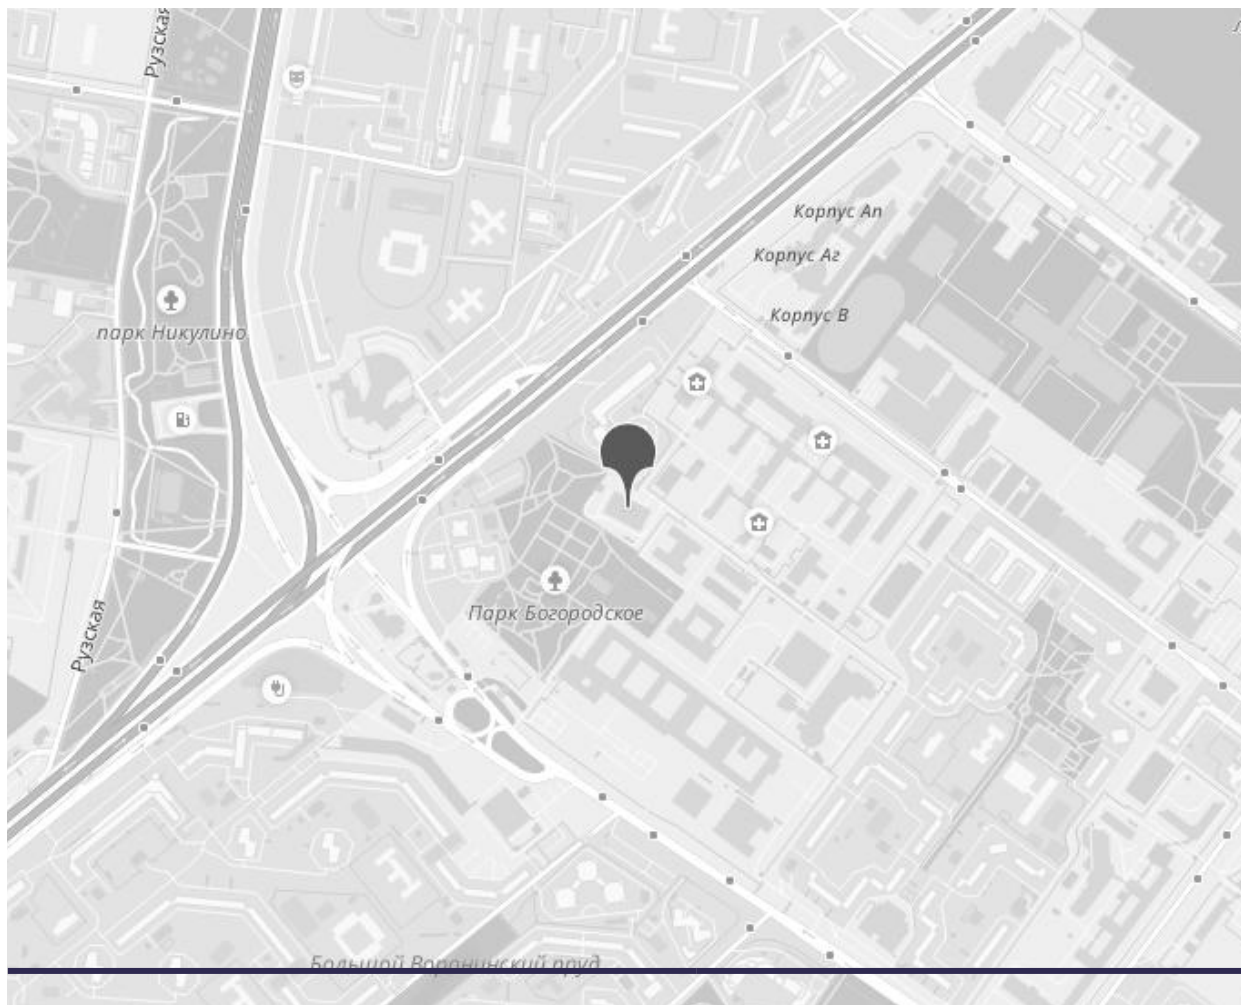 Рузская
Корпус Ап
Корпус Аг
Корпус В
парк Никулино
Парк Богородское
Рузская
Большой Воронинский пруд